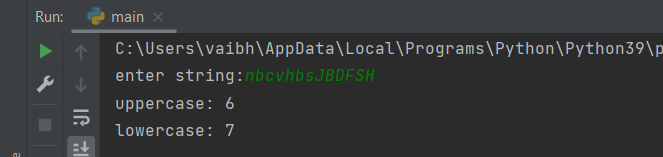 Run: main
C:\Users\vaibh\AppData\Local\Programs\Python\Python39\p
enter string:nbcvhbsJBDFSH
uppercase: 6
lowercase: 7